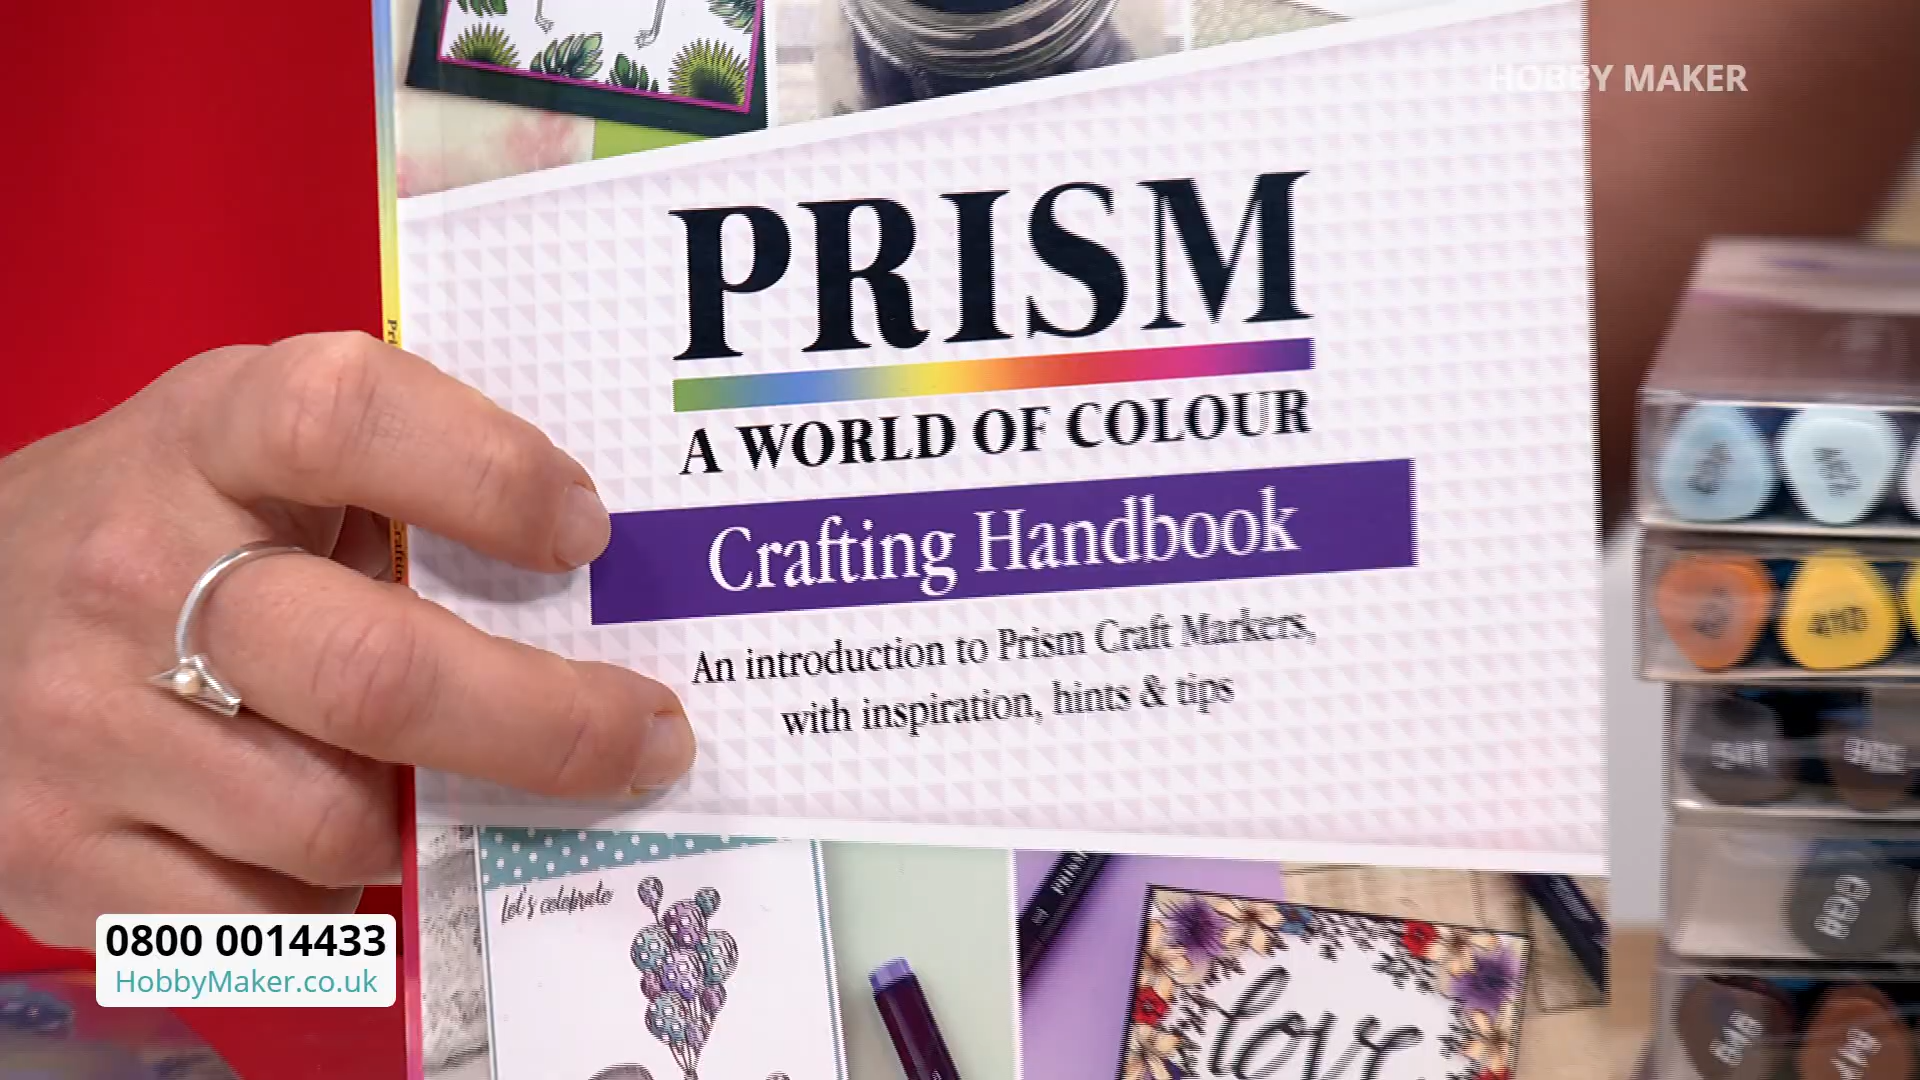 HOBBY MAKER
PRISM
A WORLD OF COLOUR
Crafting Handbook
An introduction to Prism Craft Markers,
with inspiration, hints & tips
Let's celebrate
PRISM
love
0800 0014433
HobbyMaker.co.uk